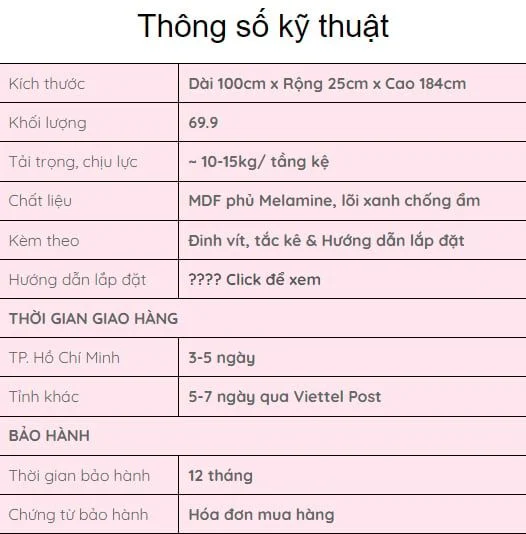 Thông số kỹ thuật
Kích thước Dài 100cm x Rộng 25cm x Cao 184cm
Khối lượng 69.9
Tải trọng, chịu lực ~ 10-15kg/ tầng kệ
Chất liệu MDF phủ Melamine, lõi xanh chống ẩm
Kèm theo Đinh vít, tắc kê & Hướng dẫn lắp đặt
Hướng dẫn lắp đặt ???? Click để xem
THỜI GIAN GIAO HÀNG
TP. Hồ Chí Minh 3-5 ngày
Tỉnh khác 5-7 ngày qua Viettel Post
BẢO HÀNH
Thời gian bảo hành 12 tháng
Chứng từ bảo hành Hóa đơn mua hàng